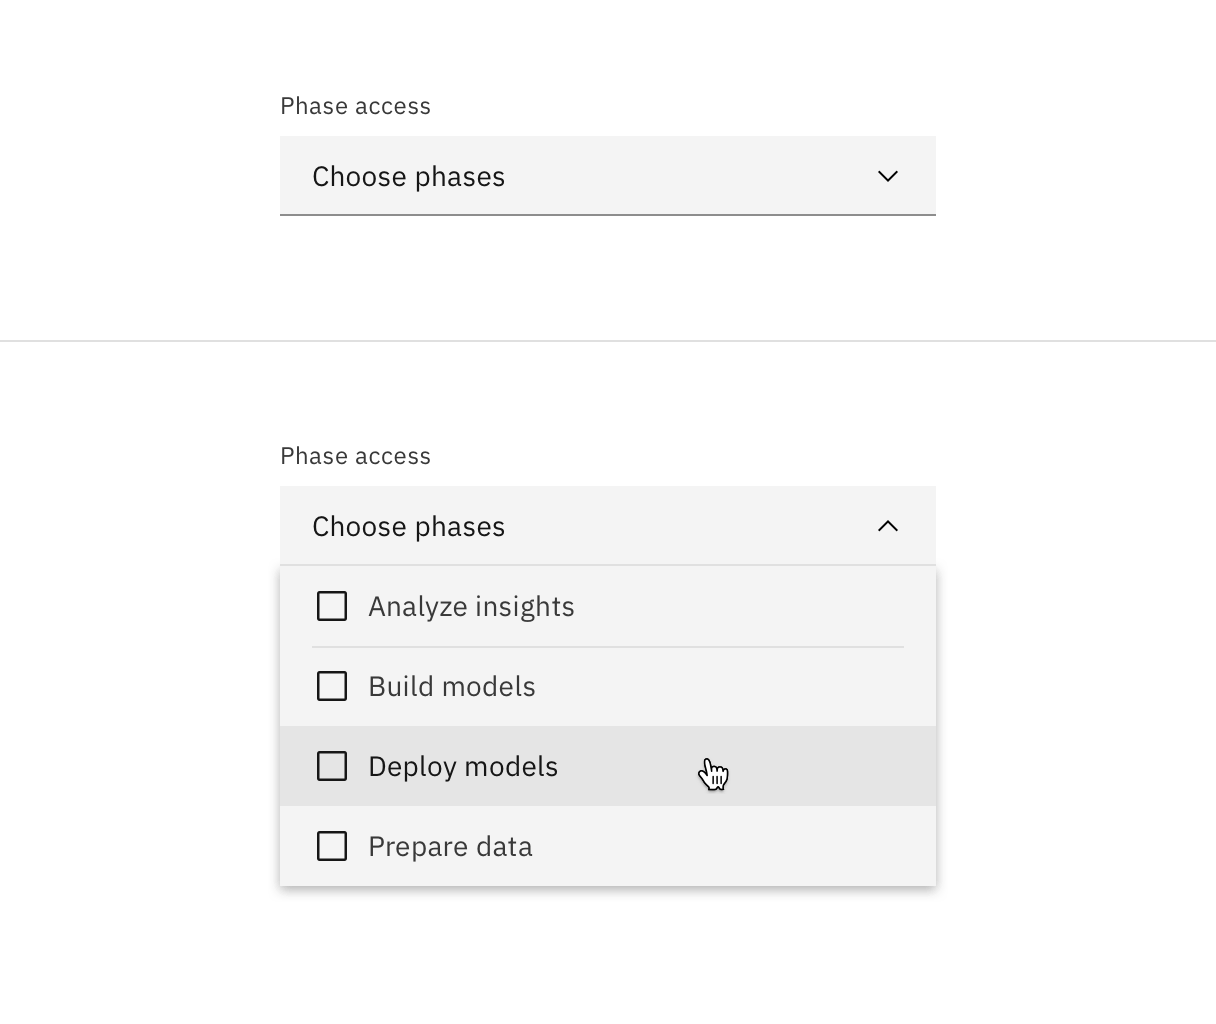 Phase access
Choose phases
Phase access
Choose phases
Analyze insights
Build models
Deploy models
Prepare data